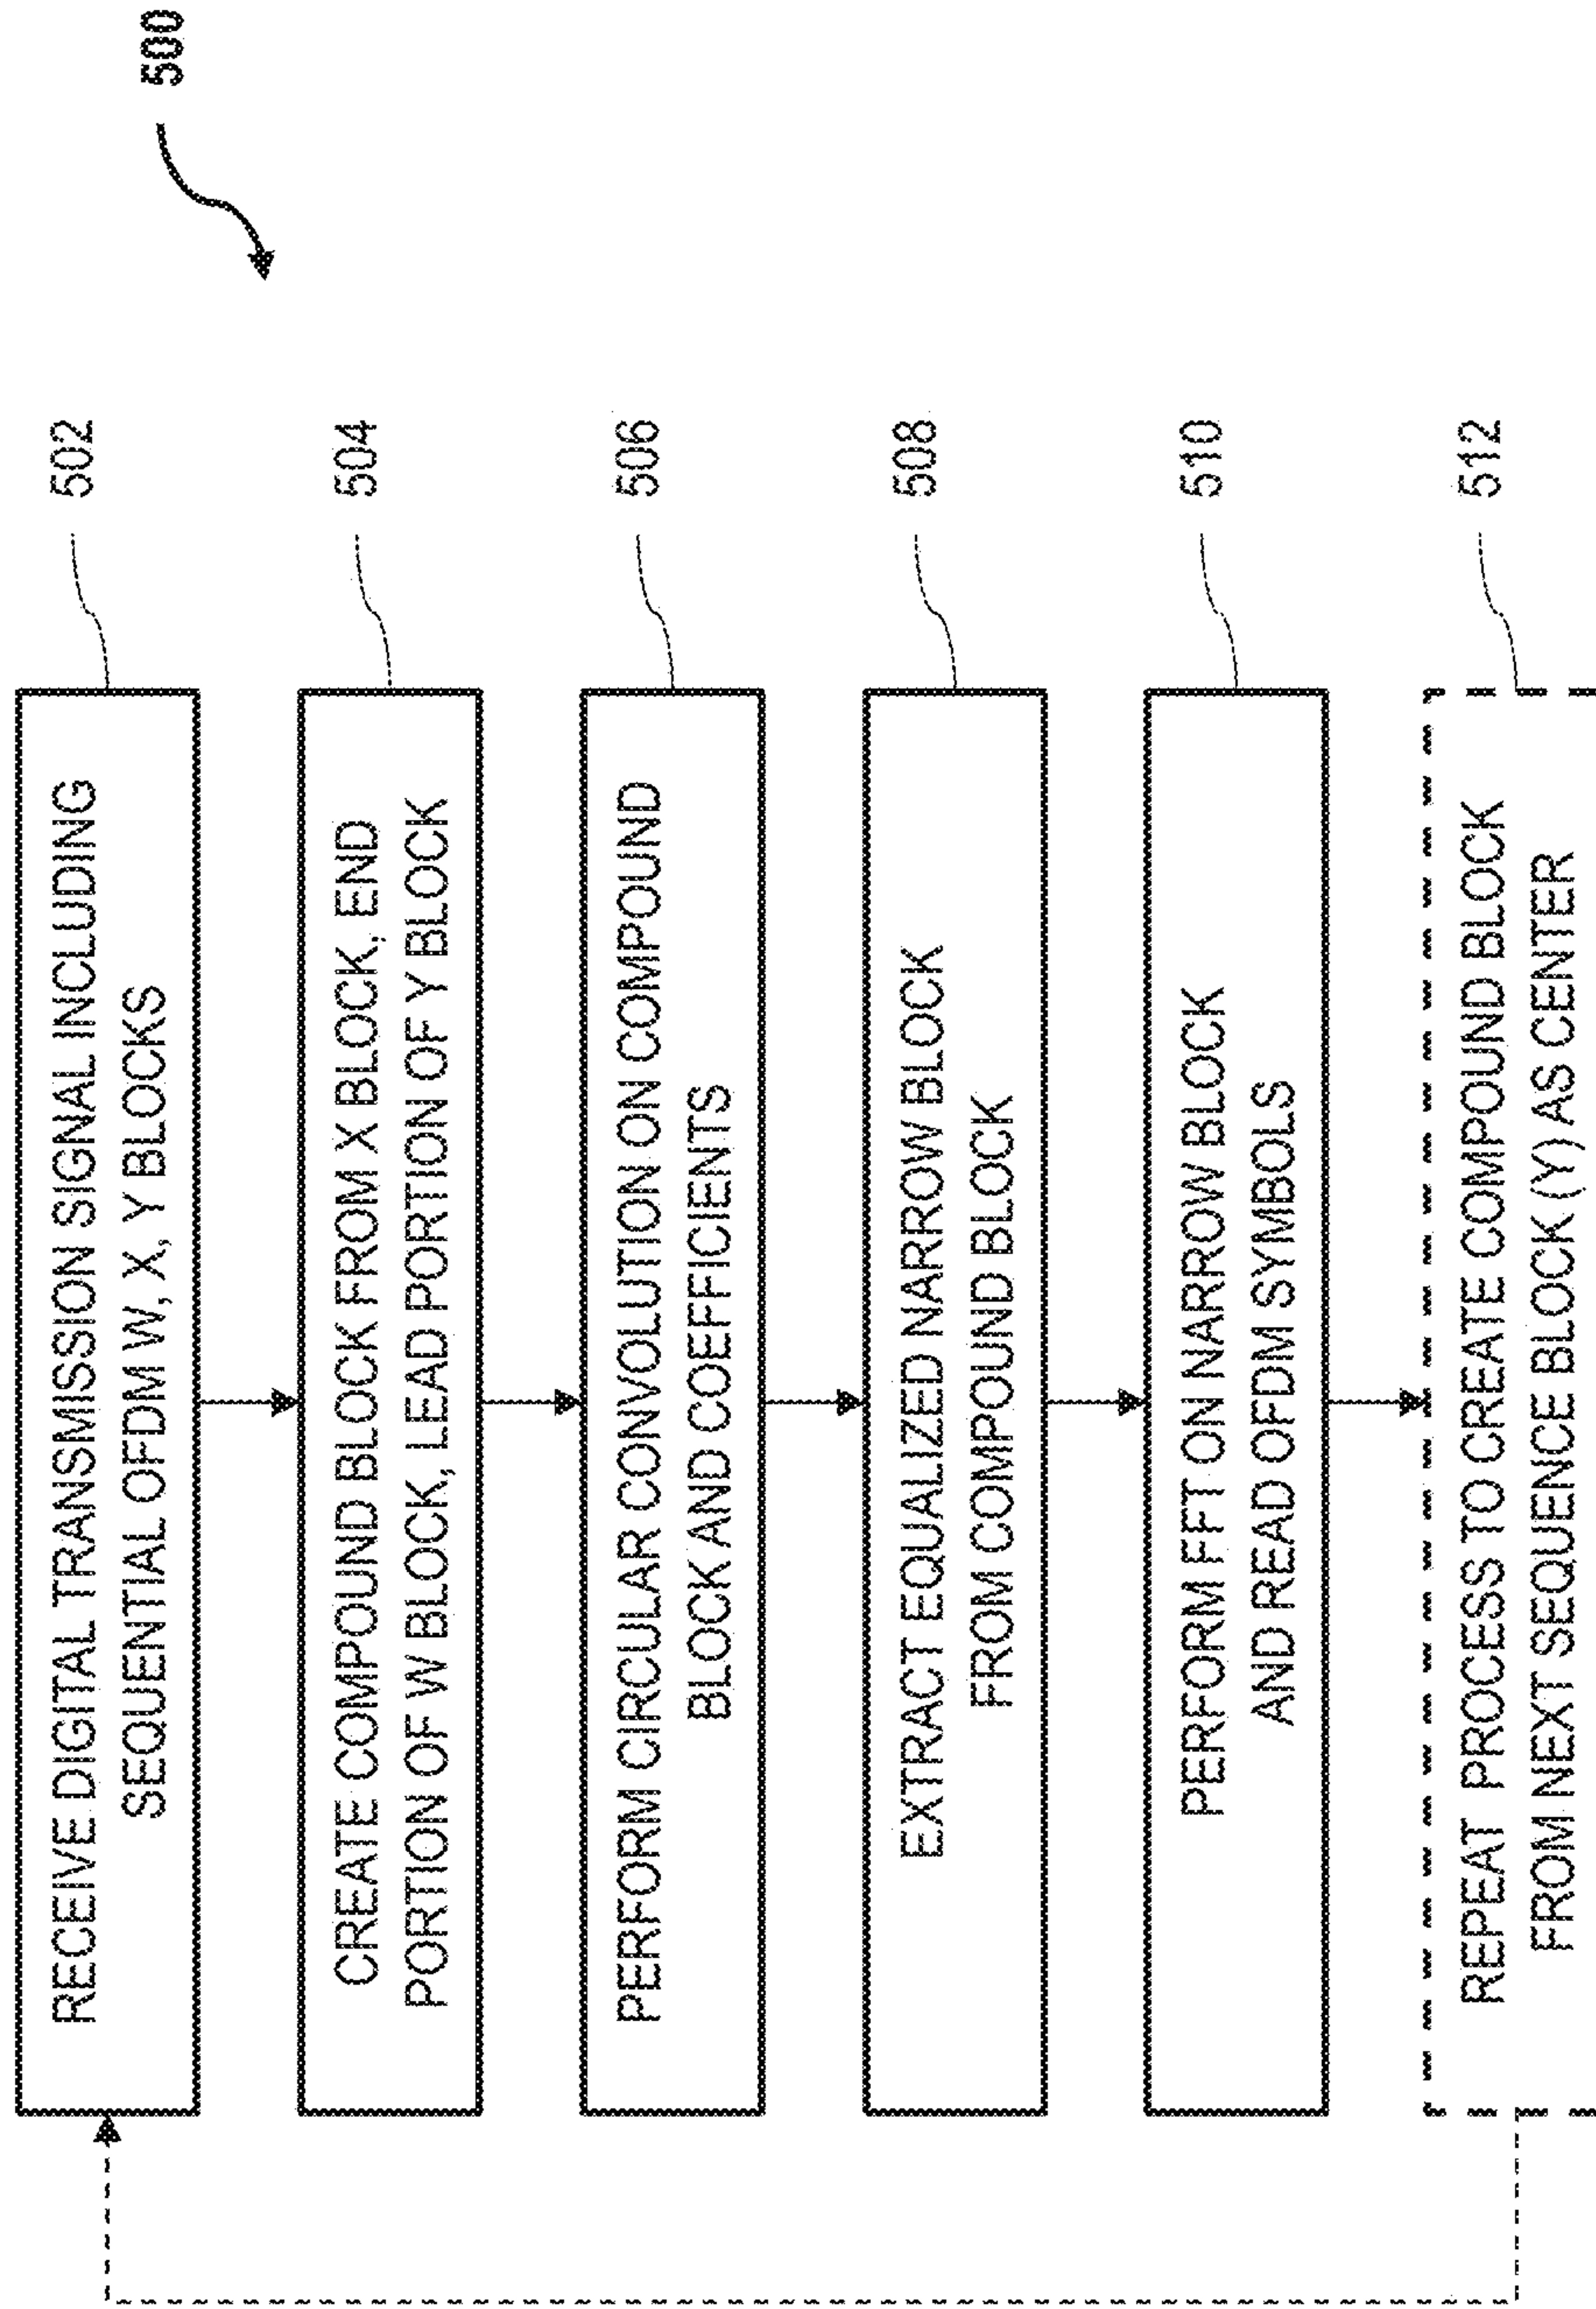 500
RECEIVE DIGITAL TRANSMISSION SIGNAL INCLUDING
SEQUENTIAL OFDM W, X, Y BLOCKS
502
CREATE COMPOUND BLOCK FROM X BLOCK, END
PORTION OF W BLOCK, LEAD PORTION OF Y BLOCK
504
PERFORM CIRCULAR CONVOLUTION ON COMPOUND
BLOCK AND COEFFICIENTS
506
EXTRACT EQUALIZED NARROW BLOCK
FROM COMPOUND BLOCK
508
PERFORM FFT ON NARROW BLOCK
AND READ OFDM SYMBOLS
510
REPEAT PROCESS TO CREATE COMPOUND BLOCK
FROM NEXT SEQUENCE BLOCK (Y) AS CENTER
512